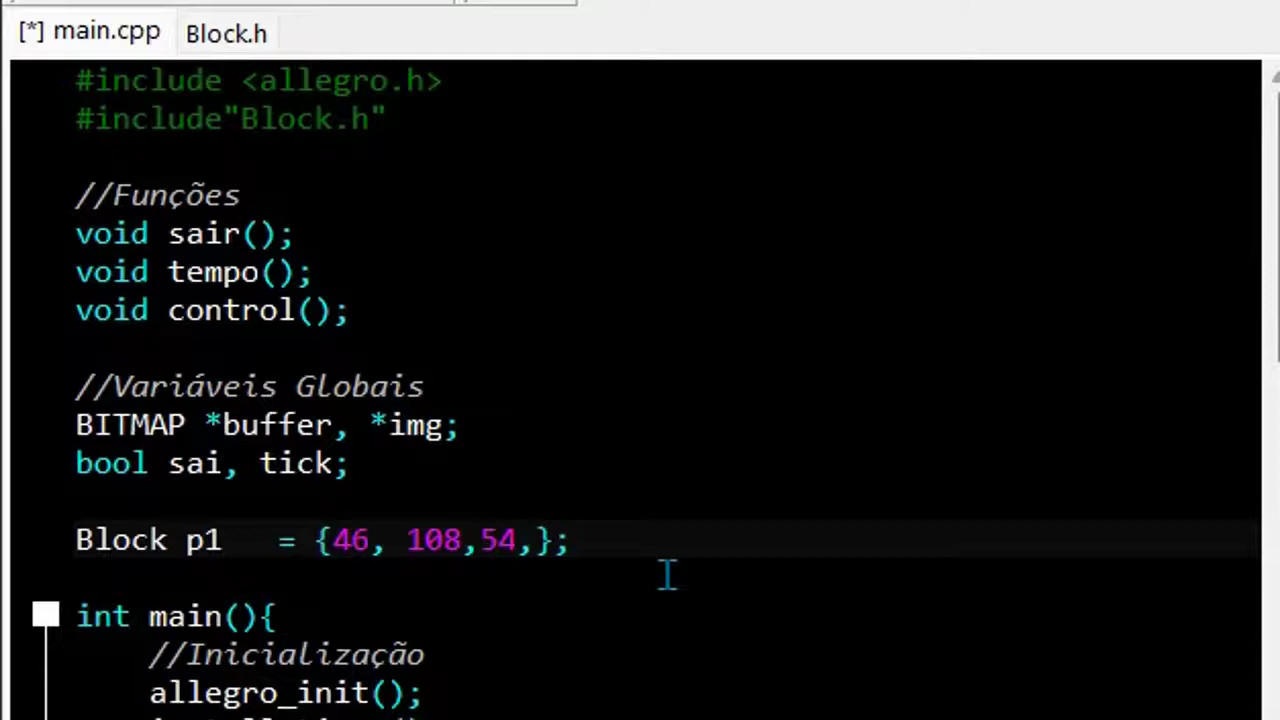 [*] main.cpp Block.h
#include <allegro.h>
#include"Block.h"
//Funções
void sair();
void tempo();
void control();
//Variáveis Globais
BITMAP *buffer, *img;
bool sai, tick;
Block p1   = {46, 108,54,};
int main(){
//Inicialização
allegro_init();